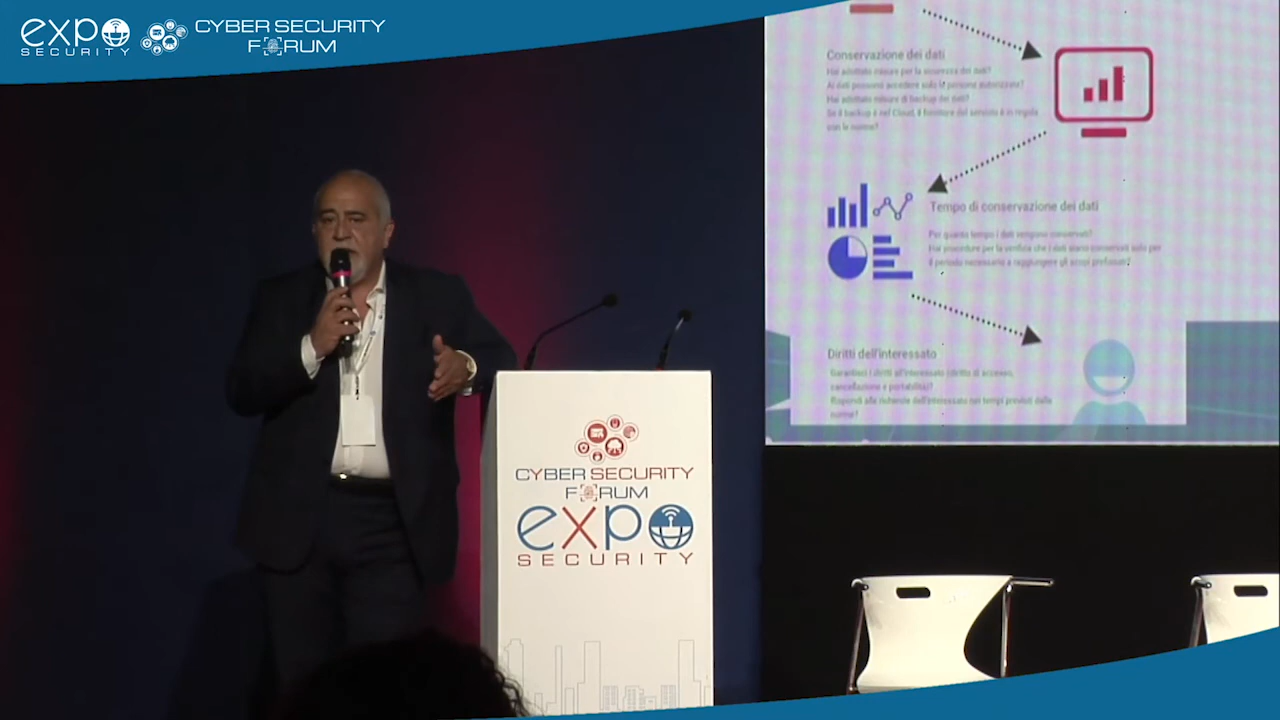 expo
SECURITY
CYBER SECURITY
FORUM
Conservazione dei dati
Hai adottato misure per la sicurezza dei dati?
Ai dati possono accedere solo le persone autorizzate?
Hai adottato misure di backup dei dati?
Se il backup è nel Cloud, il fornitore del servizio è in regola
con le norme?
Tempo di conservazione dei dati
Per quanto tempo i dati vengono conservati?
Hai procedure per la verifica che i dati siano conservati solo per
il periodo necessario a raggiungere gli scopi prefissati?
Diritti dell'interessato
Garantisci i diritti all'interessato (diritto di accesso,
cancellazione e portabilità)?
Rispondi alle richieste dell'interessato nei tempi previsti dalle
norme?
CYBER SECURITY
FORUM
expo
SECURITY